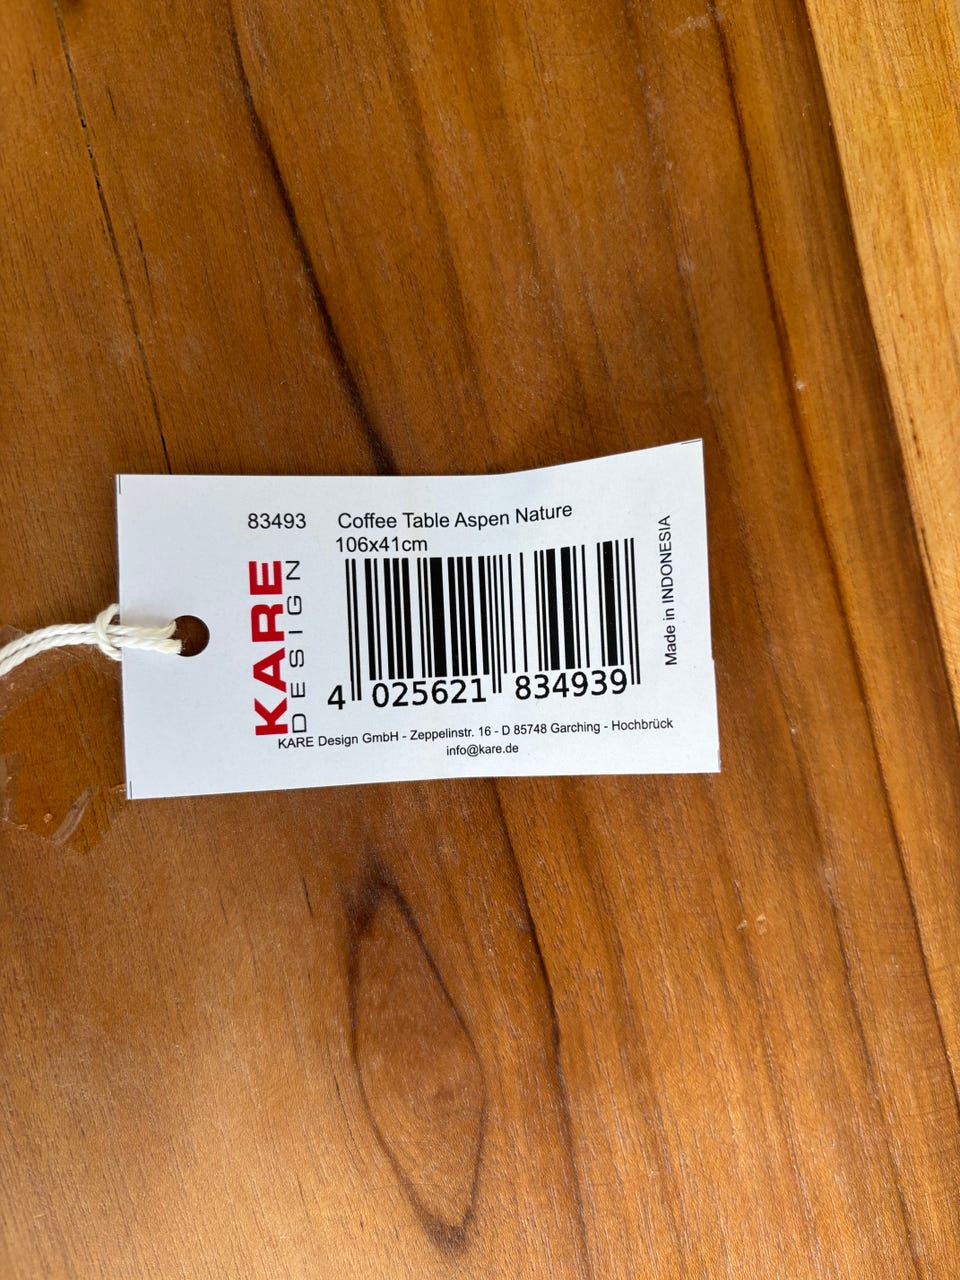 83493
Coffee Table Aspen Nature
106x41cm
KARE
DESIGN
4 025621 834939
Made in INDONESIA
KARE Design GmbH - Zeppelinstr. 16 - D 85748 Garching - Hochbrück
info@kare.de